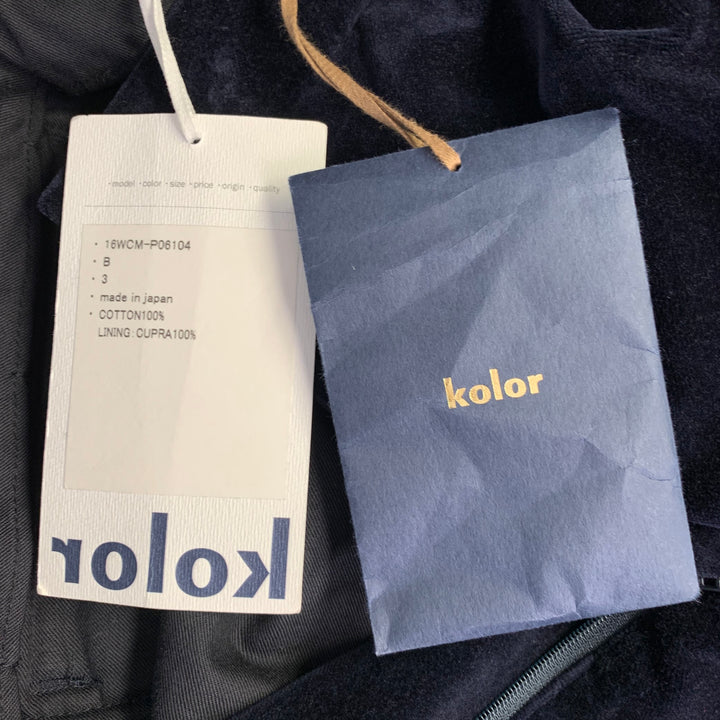 ・model ・color ・size ・price ・origin ・quality
・ 16WCM-P06104
・ B
・ 3
・ made in japan
・ COTTON100%
LINING:CUPRA100%
kolor
kolor